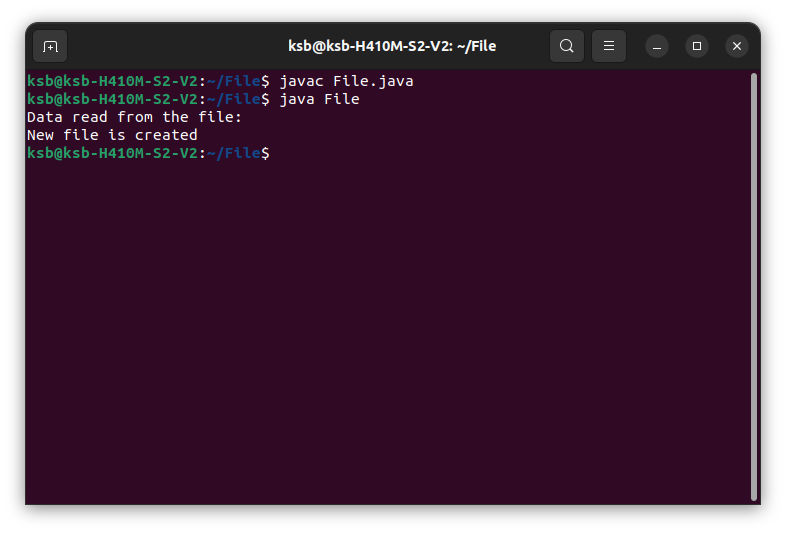 ksb@ksb-H410M-S2-V2: ~/File
ksb@ksb-H410M-S2-V2:~/File$ javac File.java
ksb@ksb-H410M-S2-V2:~/File$ java File
Data read from the file:
New file is created
ksb@ksb-H410M-S2-V2:~/File$